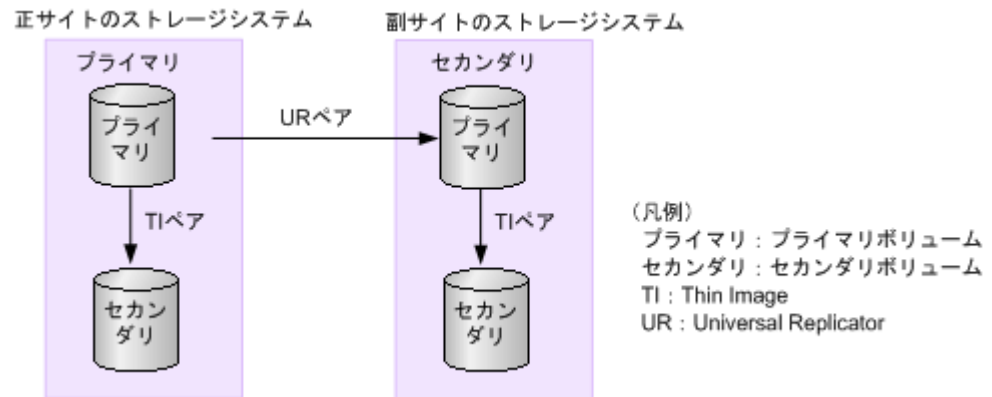 正サイトのストレージシステム
副サイトのストレージシステム
プライマリ
セカンダリ
プライ
マリ
URペア
プライ
マリ
TIペア
TIペア
セカン
ダリ
セカン
ダリ
（凡例）
プライマリ：プライマリボリューム
セカンダリ：セカンダリボリューム
TI：Thin Image
UR：Universal Replicator